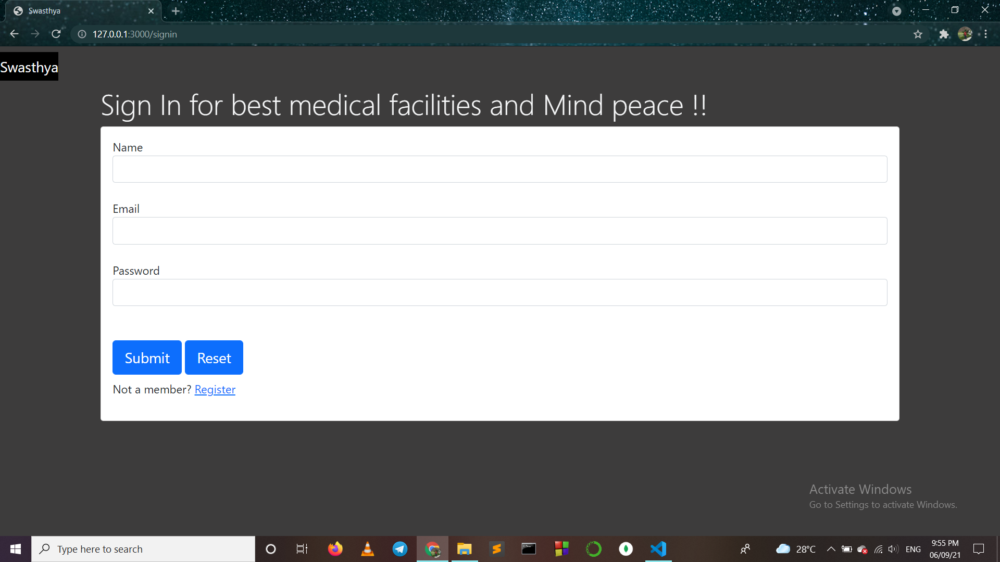 Swasthya
127.0.0.1:3000/signin
Swasthya
Sign In for best medical facilities and Mind peace !!
Name
Email
Password
Submit Reset
Not a member? Register
Activate Windows
Go to Settings to activate Windows.
Type here to search
28°C
ENG
9:55 PM
06/09/21